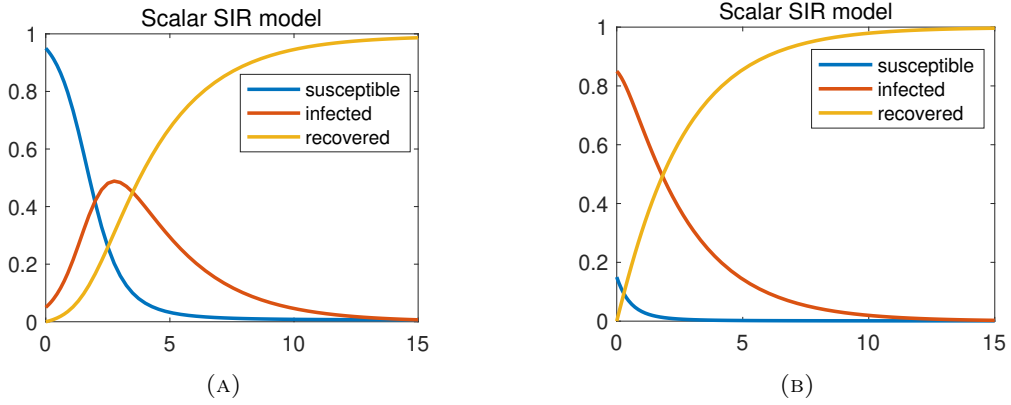 Scalar SIR model
1
0.8
0.6
0.4
0.2
0
0 5 10 15
susceptible
infected
recovered
(A)
Scalar SIR model
1
0.8
0.6
0.4
0.2
0
0 5 10 15
susceptible
infected
recovered
(B)